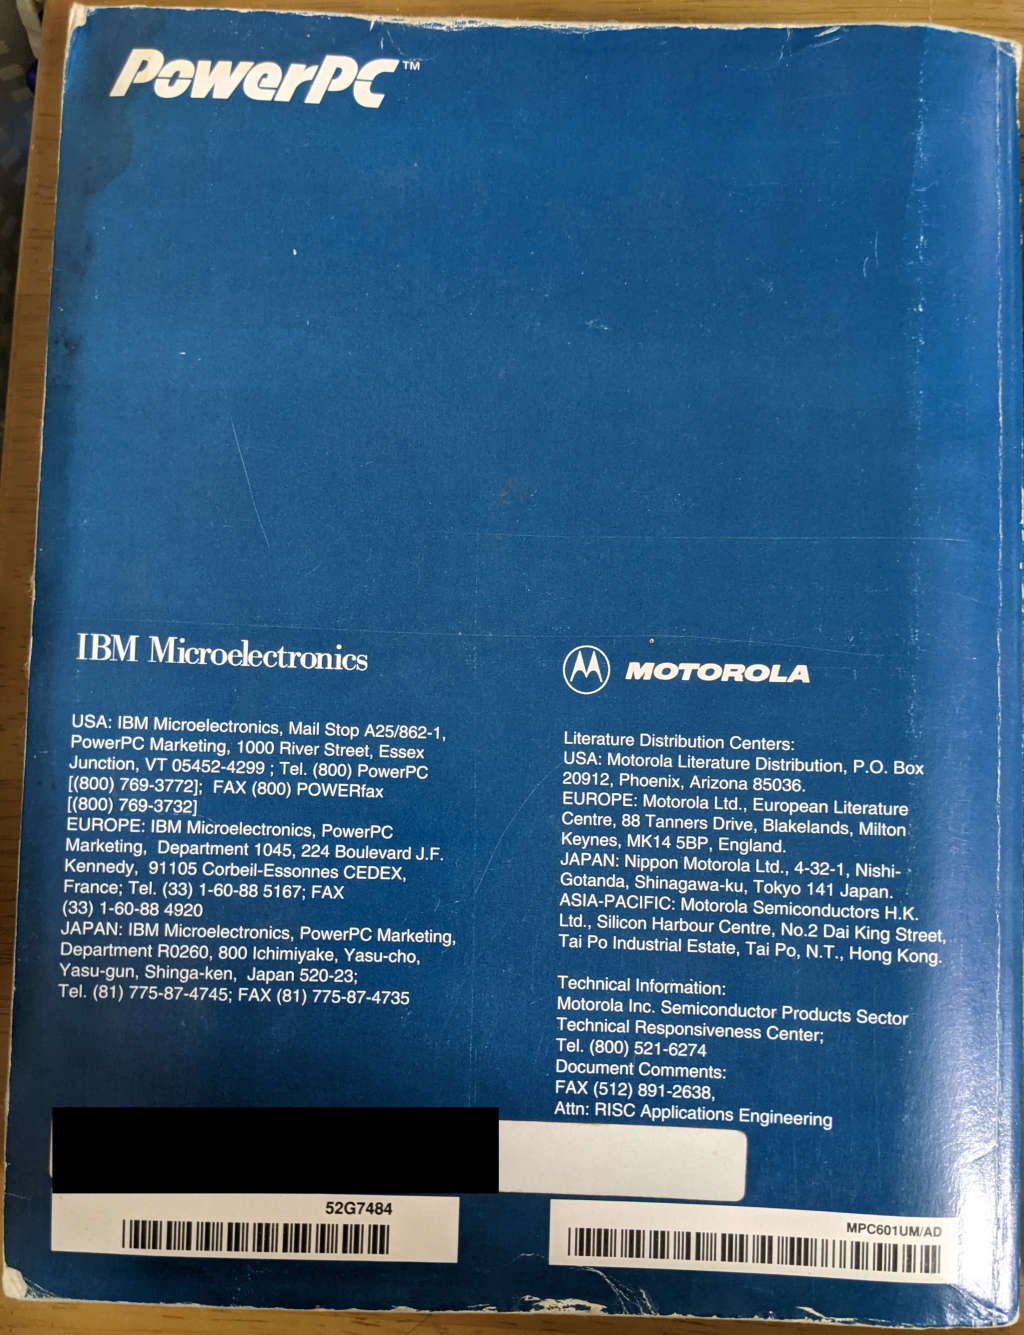 PowerPC™
IBM Microelectronics
USA: IBM Microelectronics, Mail Stop A25/862-1,
PowerPC Marketing, 1000 River Street, Essex
Junction, VT 05452-4299 ; Tel. (800) PowerPC
[(800) 769-3772]; FAX (800) POWERfax
[(800) 769-3732]
EUROPE: IBM Microelectronics, PowerPC
Marketing, Department 1045, 224 Boulevard J.F.
Kennedy, 91105 Corbeil-Essonnes CEDEX,
France; Tel. (33) 1-60-88 5167; FAX
(33) 1-60-88 4920
JAPAN: IBM Microelectronics, PowerPC Marketing,
Department R0260, 800 Ichimiyake, Yasu-cho,
Yasu-gun, Shinga-ken, Japan 520-23;
Tel. (81) 775-87-4745; FAX (81) 775-87-4735
MOTOROLA
Literature Distribution Centers:
USA: Motorola Literature Distribution, P.O. Box
20912, Phoenix, Arizona 85036.
EUROPE: Motorola Ltd., European Literature
Centre, 88 Tanners Drive, Blakelands, Milton
Keynes, MK14 5BP, England.
JAPAN: Nippon Motorola Ltd., 4-32-1, Nishi-
Gotanda, Shinagawa-ku, Tokyo 141 Japan.
ASIA-PACIFIC: Motorola Semiconductors H.K.
Ltd., Silicon Harbour Centre, No.2 Dai King Street,
Tai Po Industrial Estate, Tai Po, N.T., Hong Kong.
Technical Information:
Motorola Inc. Semiconductor Products Sector
Technical Responsiveness Center;
Tel. (800) 521-6274
Document Comments:
FAX (512) 891-2638,
Attn: RISC Applications Engineering
52G7484
MPC601UM/AD